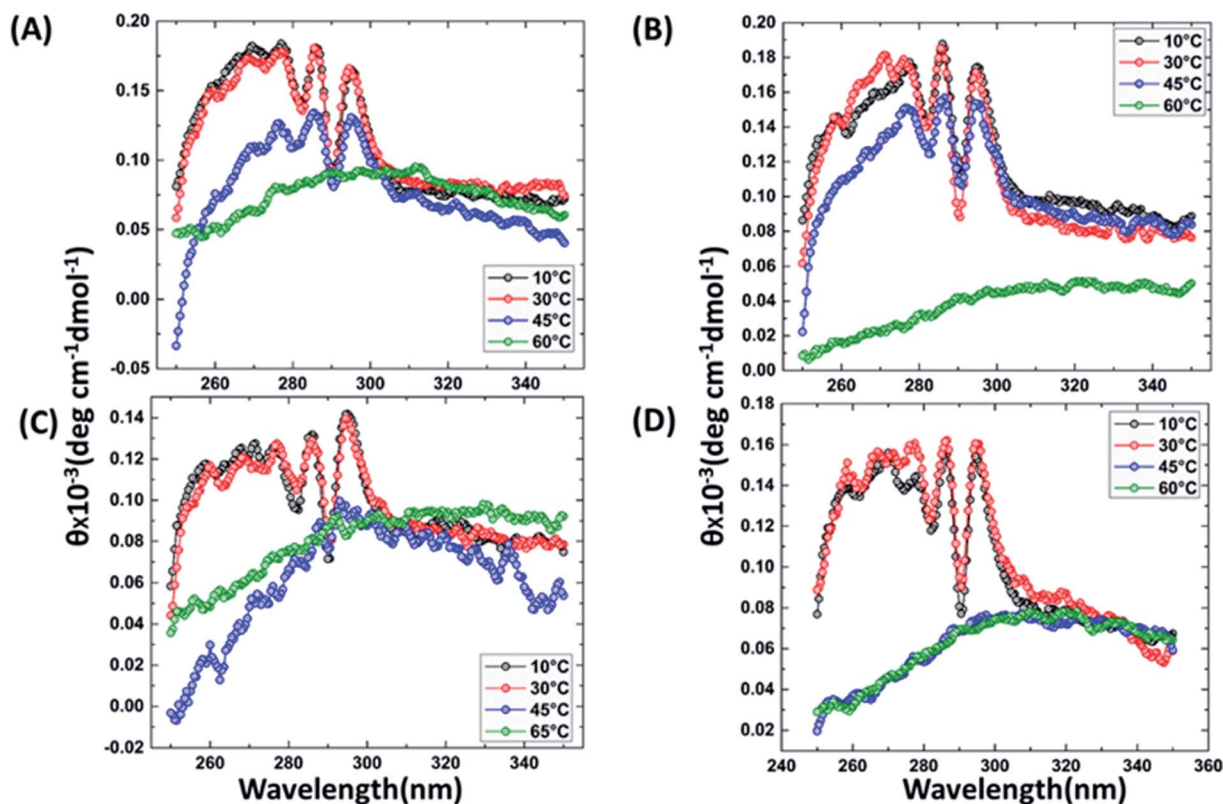 (A)
0.20
0.15
0.10
0.05
0.00
-0.05
260 280 300 320 340
10°C
30°C
45°C
60°C
(B)
0.20
0.18
0.16
0.14
0.12
0.10
0.08
0.06
0.04
0.02
0.00
260 280 300 320 340
10°C
30°C
45°C
60°C
θx10⁻³(deg cm⁻¹dmol⁻¹)
θx10⁻³(deg cm⁻¹dmol⁻¹)
(C)
0.14
0.12
0.10
0.08
0.06
0.04
0.02
0.00
-0.02
260 280 300 320 340
10°C
30°C
45°C
65°C
Wavelength(nm)
(D)
0.18
0.16
0.14
0.12
0.10
0.08
0.06
0.04
0.02
240 260 280 300 320 340 360
10°C
30°C
45°C
60°C
Wavelength(nm)